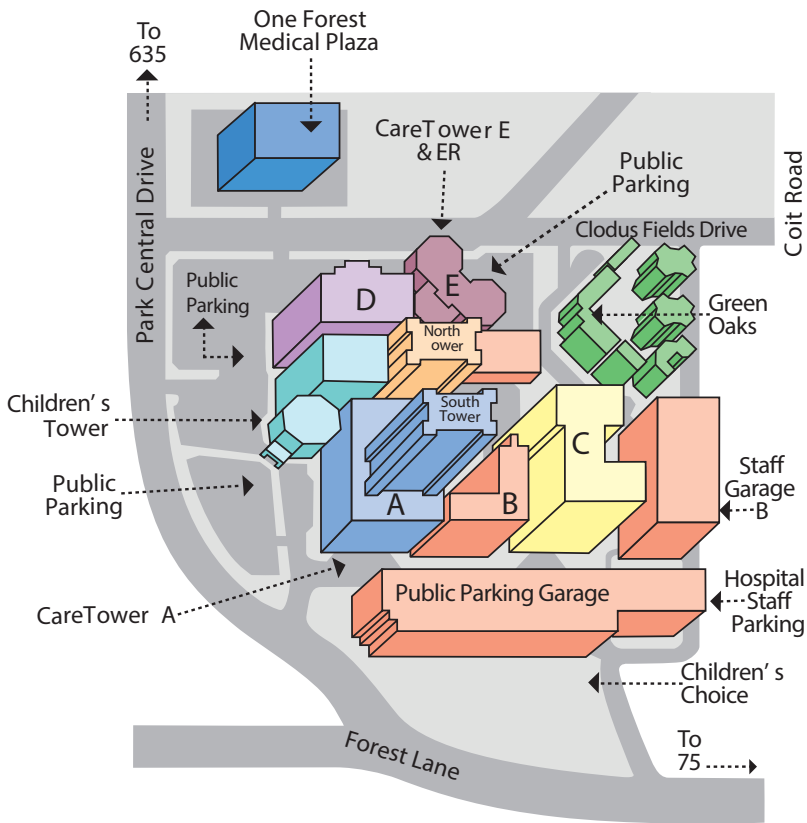 To
635
One Forest
Medical Plaza
CareTower E
& ER
Public
Parking
Coit Road
Clodus Fields Drive
Park Central Drive
Public
Parking
D
E
North
ower
Green
Oaks
Children's
Tower
South
Tower
C
Public
Parking
A
B
Staff
Garage
B
CareTower A
Public Parking Garage
Hospital
Staff
Parking
Children's
Choice
Forest Lane
To
75